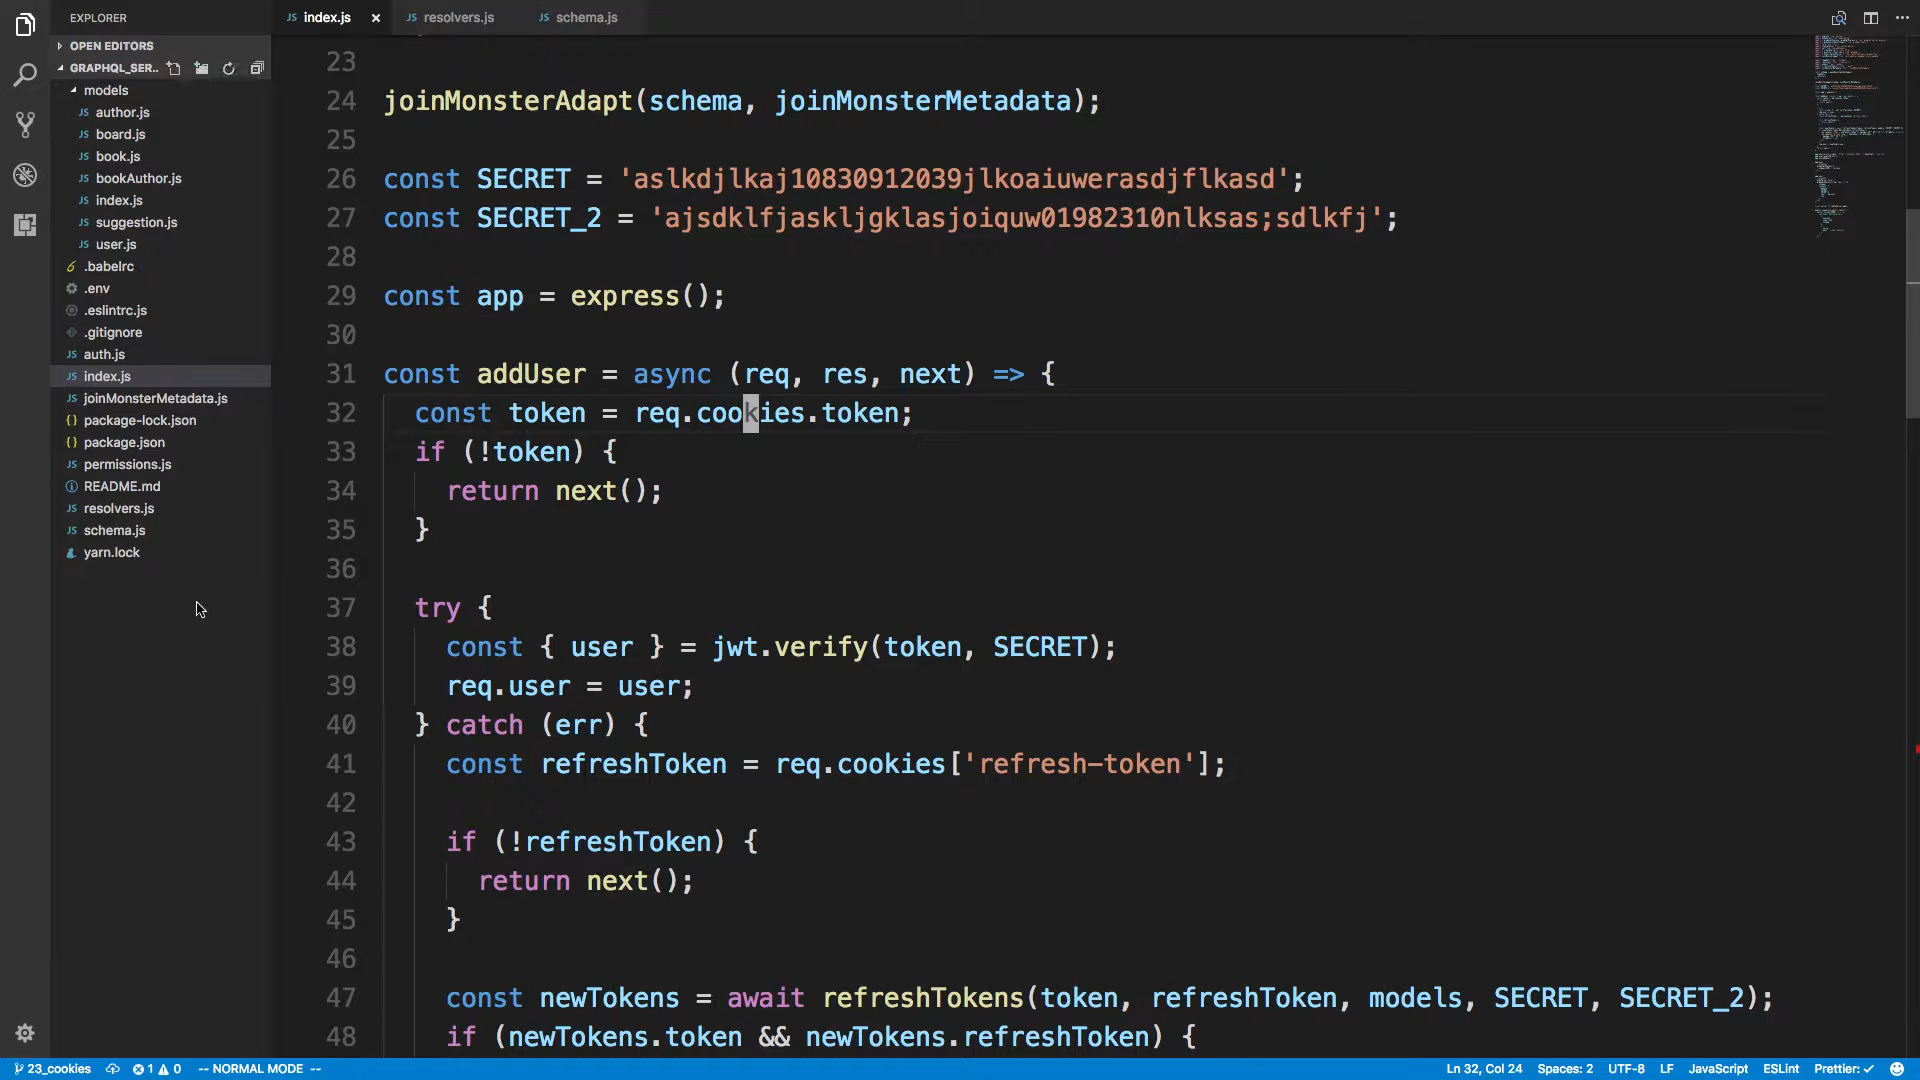 EXPLORER
OPEN EDITORS
GRAPHQL_SER..
models
author.js
board.js
book.js
bookAuthor.js
index.js
suggestion.js
user.js
.babelrc
.env
.eslintrc.js
.gitignore
auth.js
index.js
joinMonsterMetadata.js
package-lock.json
package.json
permissions.js
README.md
resolvers.js
schema.js
yarn.lock
index.js
resolvers.js
schema.js
23
24 joinMonsterAdapt(schema, joinMonsterMetadata);
25
26 const SECRET = 'aslkdjlkaj10830912039jlkoaiuwerasdjflkasd';
27 const SECRET_2 = 'ajsdklfjaskljgklasjoiquw01982310nlksas;sdlkfj';
28
29 const app = express();
30
31 const addUser = async (req, res, next) => {
32 const token = req.cookies.token;
33 if (!token) {
34 return next();
35 }
36
37 try {
38 const { user } = jwt.verify(token, SECRET);
39 req.user = user;
40 } catch (err) {
41 const refreshToken = req.cookies['refresh-token'];
42
43 if (!refreshToken) {
44 return next();
45 }
46
47 const newTokens = await refreshTokens(token, refreshToken, models, SECRET, SECRET_2);
48 if (newTokens.token && newTokens.refreshToken) {
23_cookies 1 0 -- NORMAL MODE -- Ln 32, Col 24 Spaces: 2 UTF-8 LF JavaScript ESLint Prettier: ✓